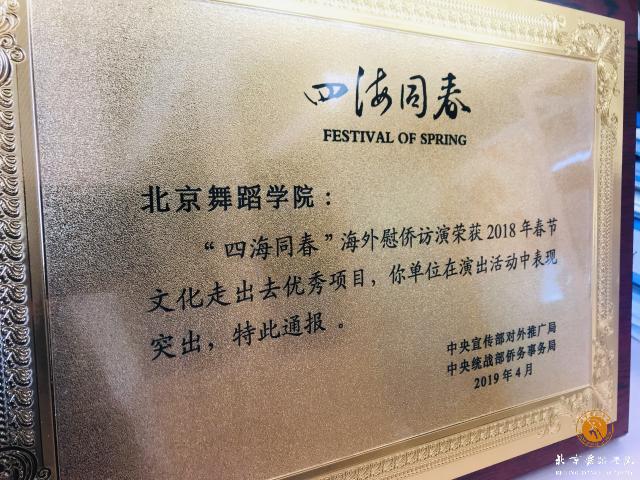 四海同春
FESTIVAL OF SPRING
北京舞蹈学院：
“四海同春”海外慰侨访演荣获2018年春节
文化走出去优秀项目，你单位在演出活动中表现
突出，特此通报。
中央宣传部对外推广局
中央统战部侨务事务局
2019年4月
北京舞蹈学院